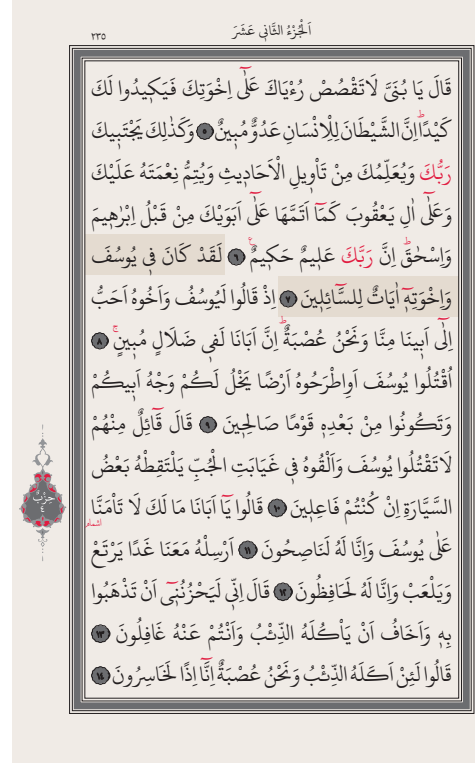 اَلْجُزْءُ الثَّانِى عَشَرَ
٢٣٥
قَالَ يَا بُنَىَّ لَا تَقْصُصْ رُءْيَاكَ عَلٰٓى اِخْوَتِكَ فَيَكٖيدُوا لَكَ
كَيْدًاؕ اِنَّ الشَّيْطَانَ لِلْاِنْسَانِ عَدُوٌّ مُبٖينٌ ٥ وَكَذٰلِكَ يَجْتَبٖيكَ
رَبُّكَ وَيُعَلِّمُكَ مِنْ تَأْوٖيلِ الْاَحَادٖيثِ وَيُتِمُّ نِعْمَتَهُ عَلَيْكَ
وَعَلٰٓى اٰلِ يَعْقُوبَ كَمَٓا اَتَمَّهَا عَلٰٓى اَبَوَيْكَ مِنْ قَبْلُ اِبْرٰهٖيمَ
وَاِسْحٰقَؕ اِنَّ رَبَّكَ عَلٖيمٌ حَكٖيمٌۚ ٦ لَقَدْ كَانَ فٖى يُوسُفَ
وَاِخْوَتِهٖٓ اٰيَاتٌ لِلسَّٓائِلٖينَ ٧ اِذْ قَالُوا لَيُوسُفُ وَاَخُوهُ اَحَبُّ
اِلٰٓى اَبٖينَا مِنَّا وَنَحْنُ عُصْبَةٌؕ اِنَّ اَبَانَا لَفٖى ضَلَالٍ مُبٖينٍۚ ٨
اُقْتُلُوا يُوسُفَ اَوِ اطْرَحُوهُ اَرْضًا يَخْلُ لَكُمْ وَجْهُ اَبٖيكُمْ
وَتَكُونُوا مِنْ بَعْدِهٖ قَوْمًا صَالِحٖينَ ٩ قَالَ قَٓائِلٌ مِنْهُمْ
لَا تَقْتُلُوا يُوسُفَ وَاَلْقُوهُ فٖى غَيَابَتِ الْجُبِّ يَلْتَقِطْهُ بَعْضُ
السَّيَّارَةِ اِنْ كُنْتُمْ فَاعِلٖينَ ١٠ قَالُوا يَٓا اَبَانَا مَا لَكَ لَا تَأْمَنَّا
اشمام
عَلٰى يُوسُفَ وَاِنَّا لَهُ لَنَاصِحُونَ ١١ اَرْسِلْهُ مَعَنَا غَدًا يَرْتَعْ
وَيَلْعَبْ وَاِنَّا لَهُ لَحَافِظُونَ ١٢ قَالَ اِنّٖى لَيَحْزُنُنٖٓى اَنْ تَذْهَبُوا
بِهٖ وَاَخَافُ اَنْ يَأْكُلَهُ الذِّئْبُ وَاَنْتُمْ عَنْهُ غَافِلُونَ ١٣
قَالُوا لَئِنْ اَكَلَهُ الذِّئْبُ وَنَحْنُ عُصْبَةٌ اِنَّٓا اِذًا لَخَاسِرُونَ ١٤
حِزْبٌ
٤